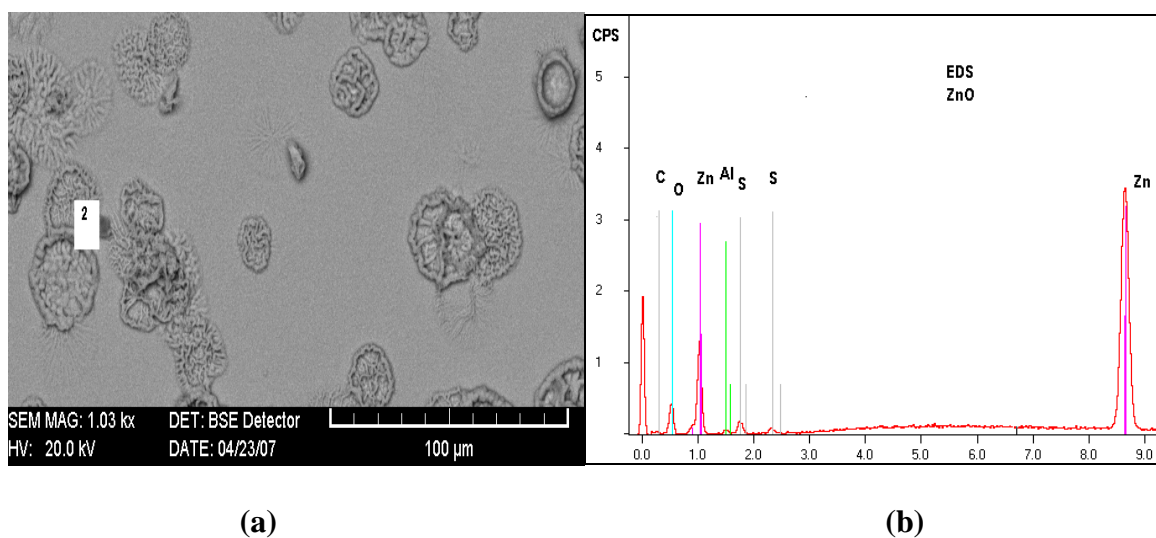 2
SEM MAG: 1.03 kx DET: BSE Detector
HV: 20.0 kV DATE: 04/23/07 100 µm
CPS
EDS
ZnO
5
4
3
2
1
C O Zn Al S S Zn
0.0 1.0 2.0 3.0 4.0 5.0 6.0 7.0 8.0 9.0
(a) (b)